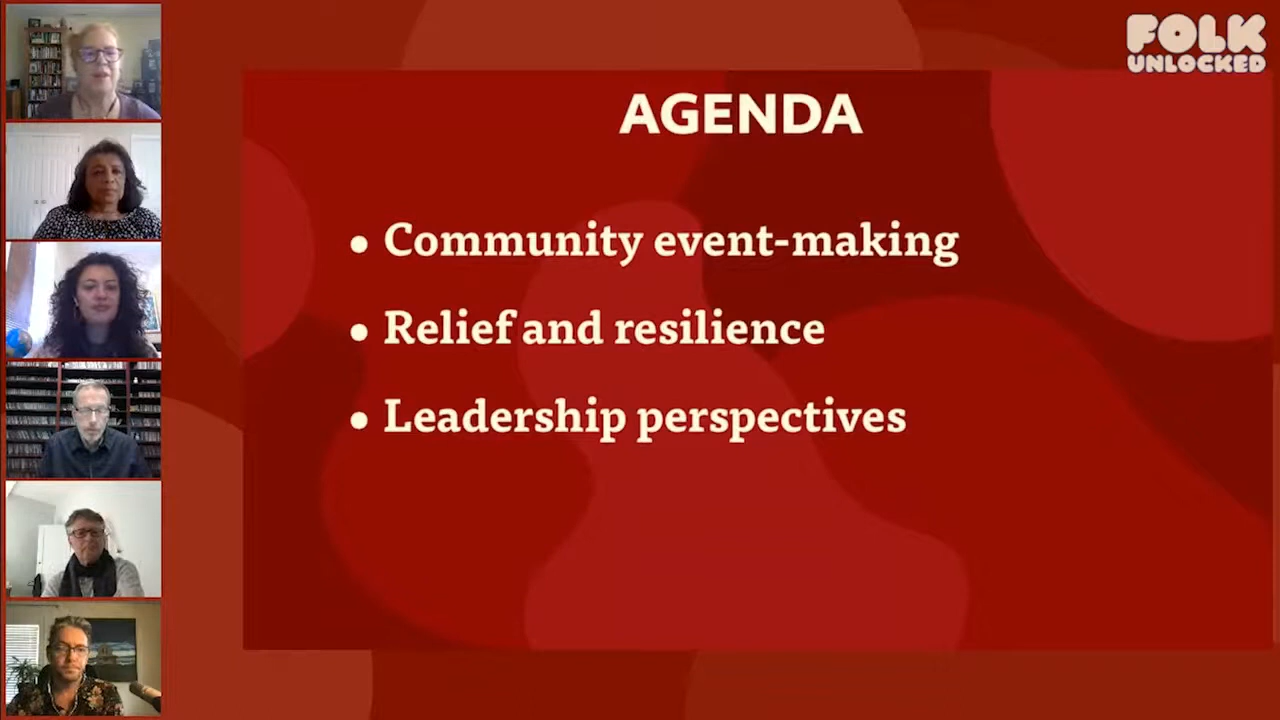 FOLK
UNLOCKED
AGENDA
• Community event-making
• Relief and resilience
• Leadership perspectives